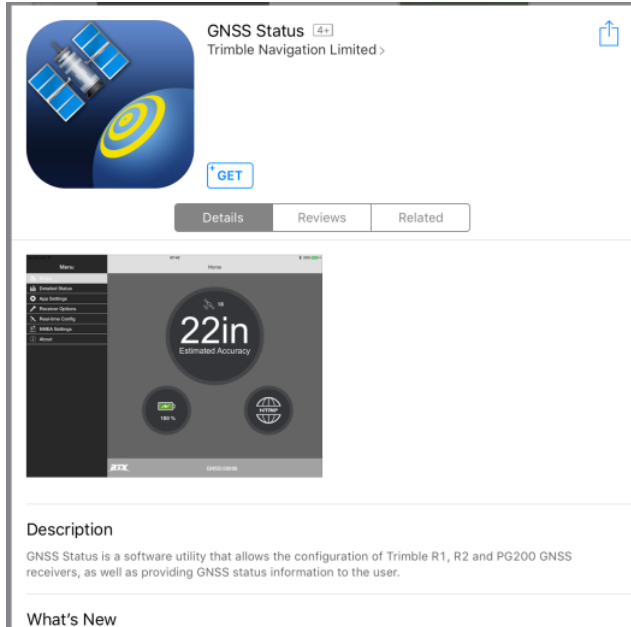 GNSS Status 4+
Trimble Navigation Limited >
+ GET
Details
Reviews
Related
Menu
Home
Detailed Status
App Settings
Receiver Options
Real-time Config
NMEA Settings
About
18
22in
Estimated Accuracy
100 %
NTRIP
RTX
Description
GNSS Status is a software utility that allows the configuration of Trimble R1, R2 and PG200 GNSS
receivers, as well as providing GNSS status information to the user.
What's New